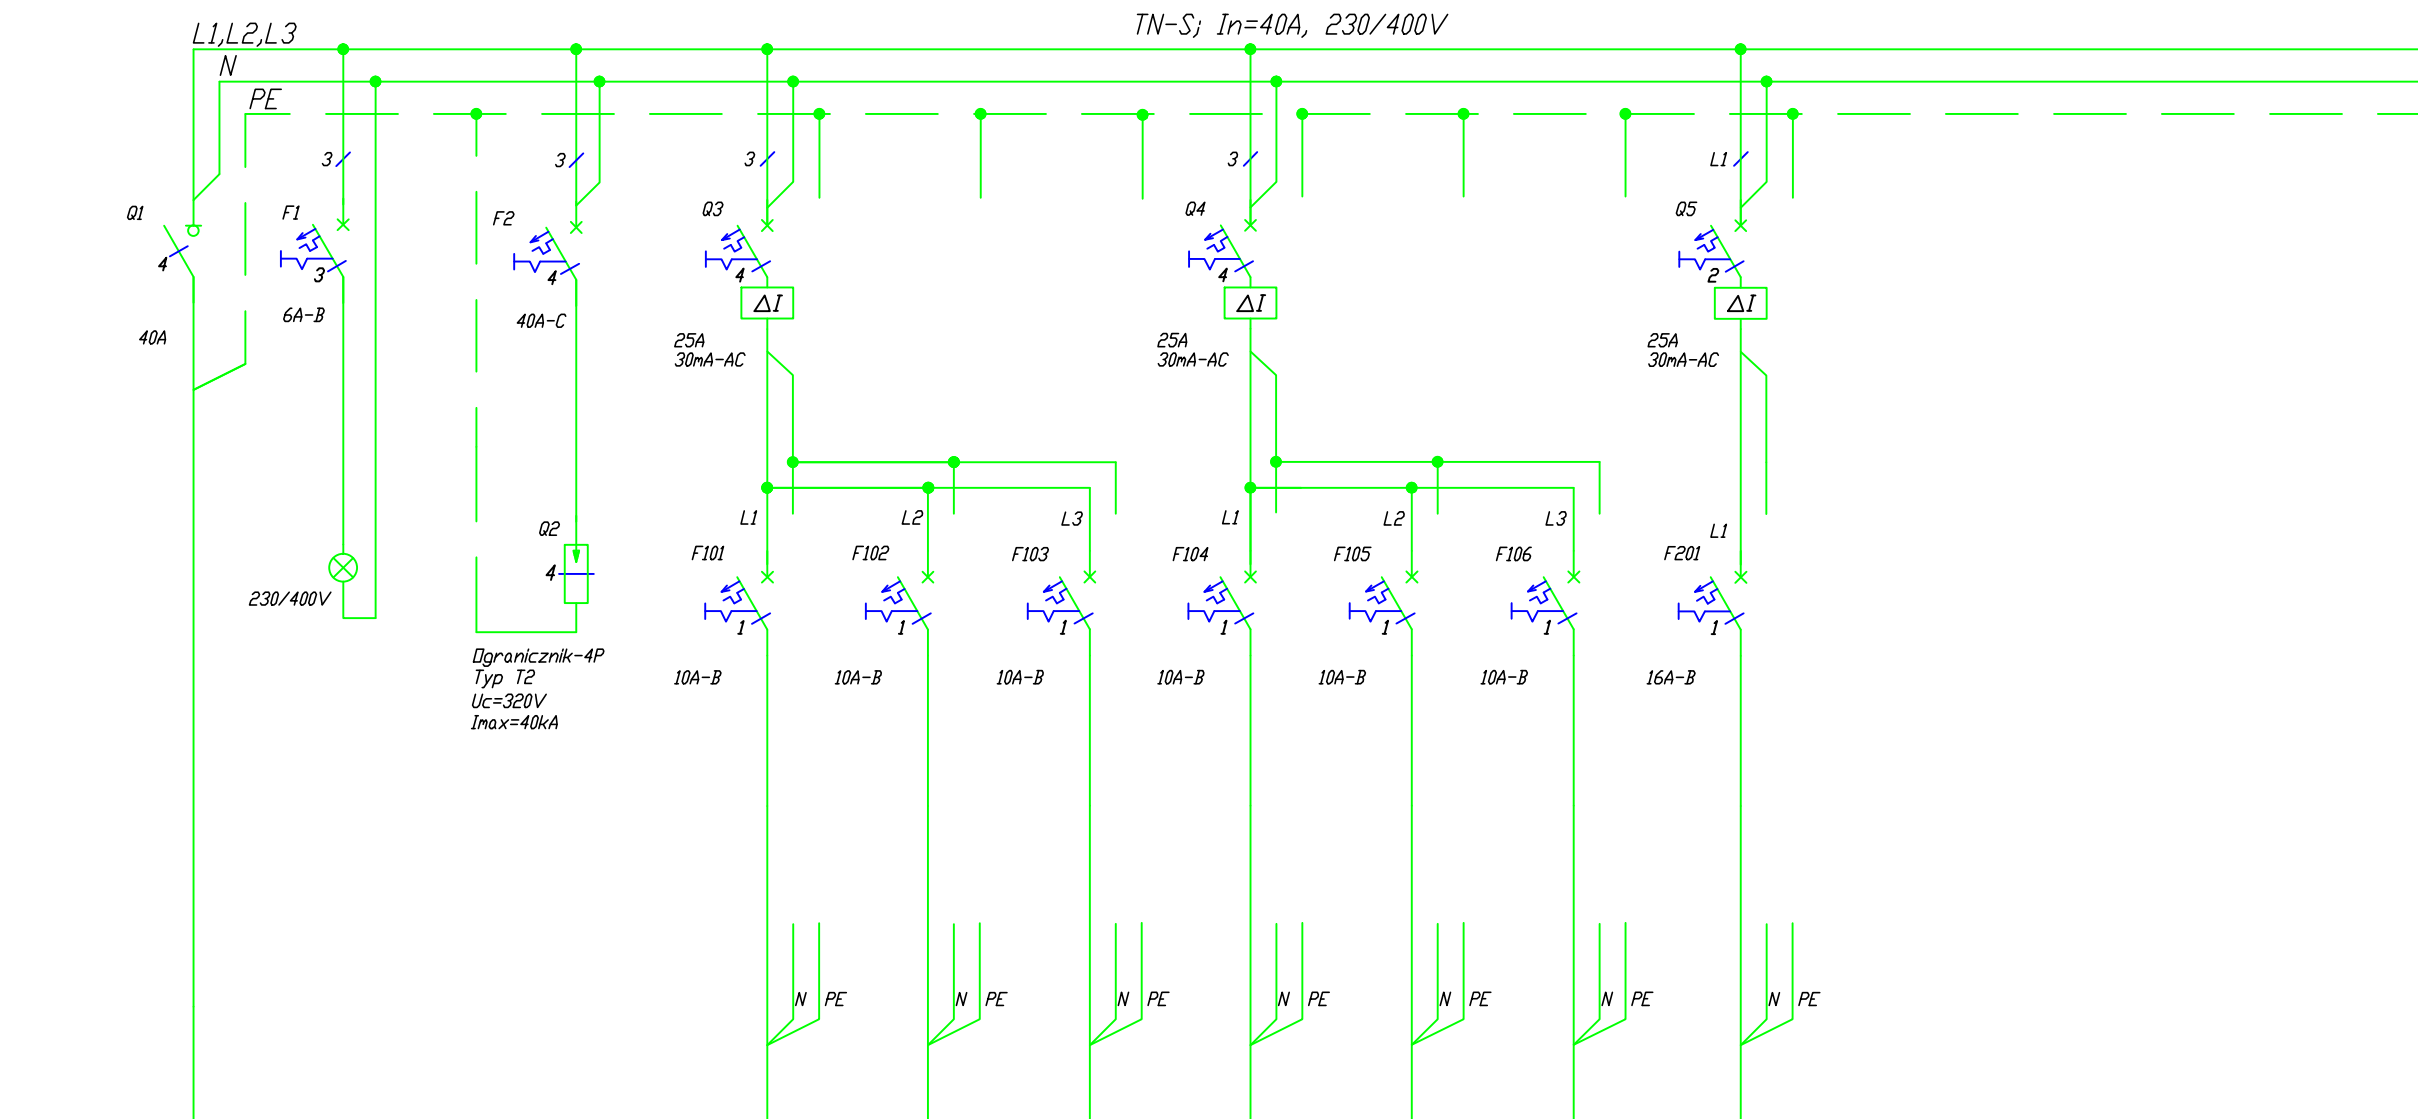 TN-S; In=40A, 230/400V
L1,L2,L3
N
PE
3
3
3
3
L1
Q1
F1
F2
Q3
Q4
Q5
4
3
4
4
4
2
ΔI
ΔI
ΔI
6A-B
40A-C
40A
25A
30mA-AC
25A
30mA-AC
25A
30mA-AC
Q2
4
230/400V
L1
L2
L3
L1
L2
L3
L1
F101
F102
F103
F104
F105
F106
F201
1
1
1
1
1
1
1
Ogranicznik-4P
Typ T2
Uc=320V
Imax=40kA
10A-B
10A-B
10A-B
10A-B
10A-B
10A-B
16A-B
N PE
N PE
N PE
N PE
N PE
N PE
N PE